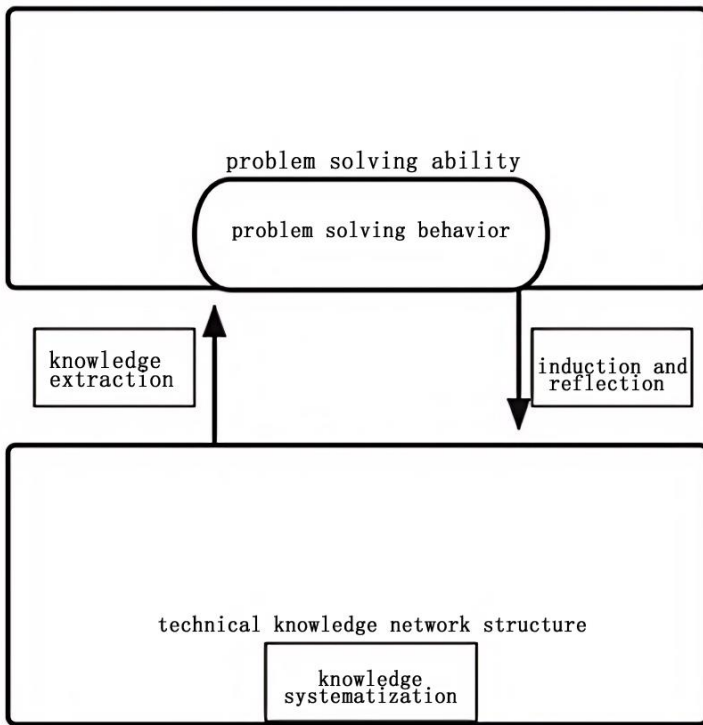 problem solving ability
problem solving behavior
knowledge
extraction
induction and
reflection
technical knowledge network structure
knowledge
systematization